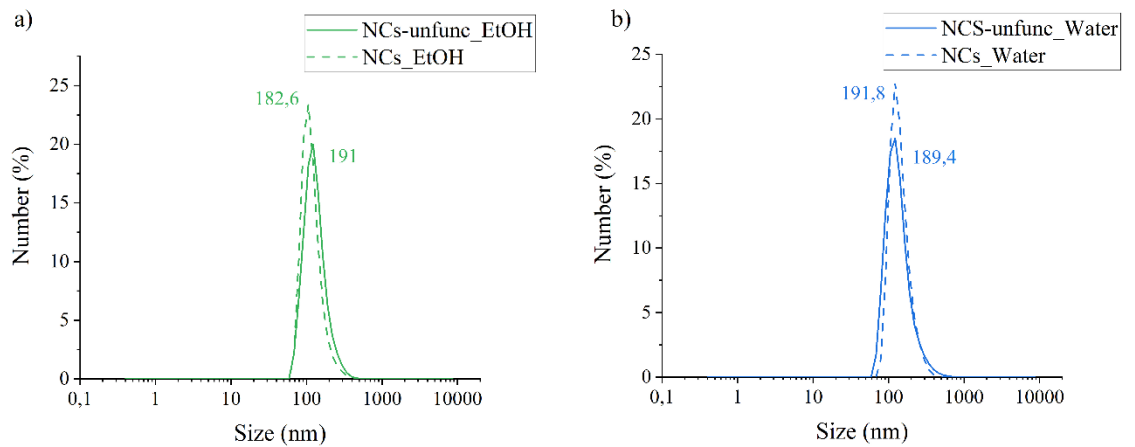 a)
NCs-unfunc_EtOH
NCs_EtOH
25
20
15
10
5
0
Number (%)
182,6
191
0,1
1
10
100
1000
10000
Size (nm)
b)
NCS-unfunc_Water
NCs_Water
25
20
15
10
5
0
Number (%)
191,8
189,4
0,1
1
10
100
1000
10000
Size (nm)